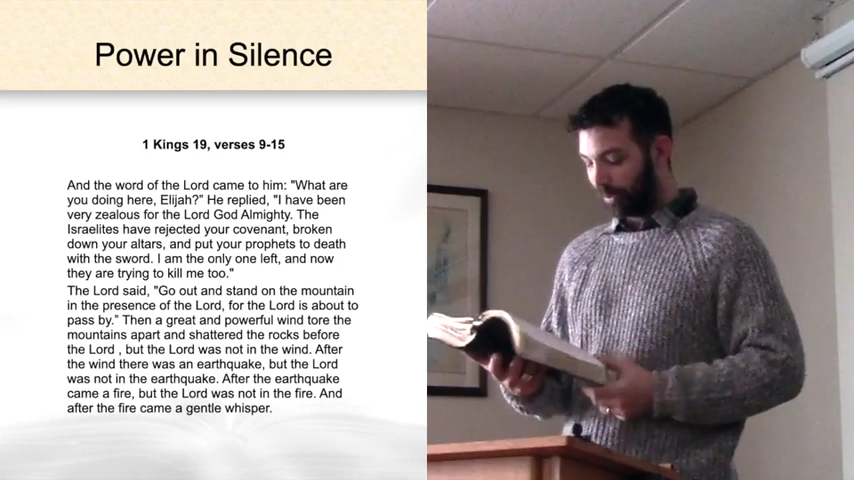 Power in Silence
1 Kings 19, verses 9-15
And the word of the Lord came to him: "What are
you doing here, Elijah?" He replied, "I have been
very zealous for the Lord God Almighty. The
Israelites have rejected your covenant, broken
down your altars, and put your prophets to death
with the sword. I am the only one left, and now
they are trying to kill me too."
The Lord said, "Go out and stand on the mountain
in the presence of the Lord, for the Lord is about to
pass by." Then a great and powerful wind tore the
mountains apart and shattered the rocks before
the Lord , but the Lord was not in the wind. After
the wind there was an earthquake, but the Lord
was not in the earthquake. After the earthquake
came a fire, but the Lord was not in the fire. And
after the fire came a gentle whisper.